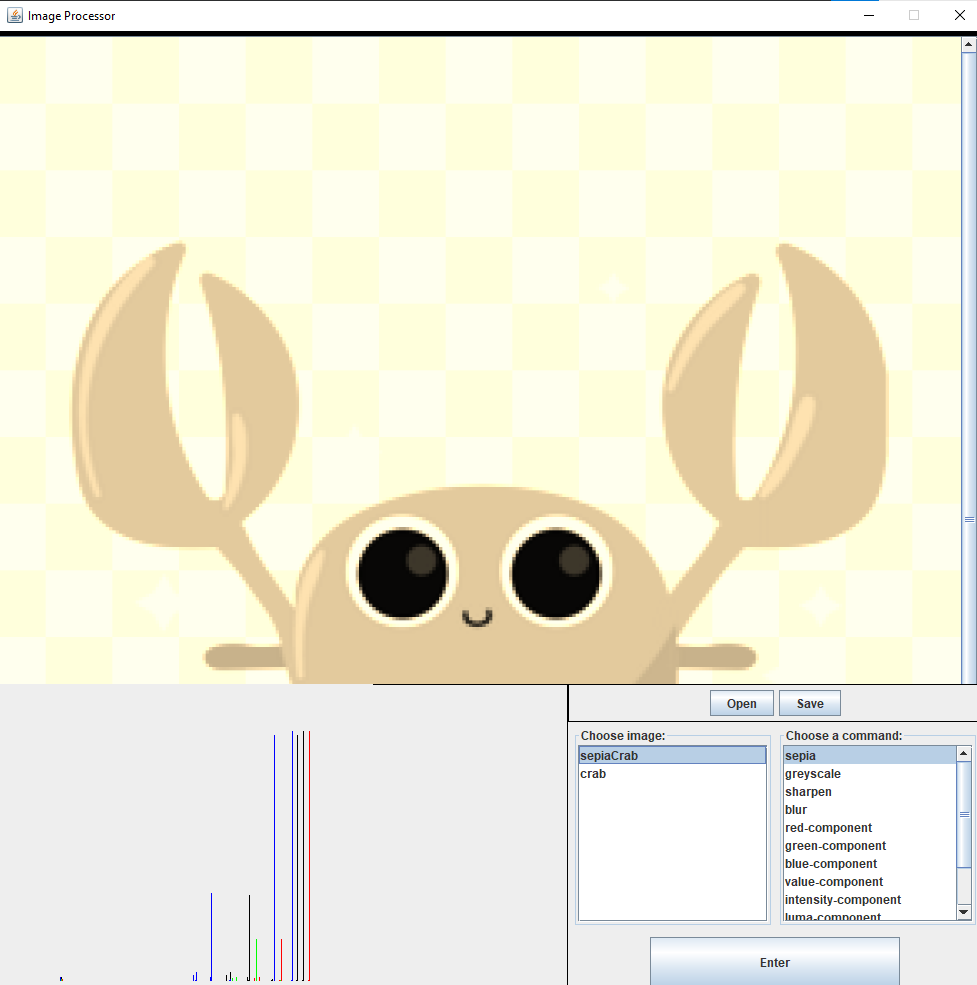 Image Processor
Open
Save
Choose image:
sepiaCrab
crab
Choose a command:
sepia
greyscale
sharpen
blur
red-component
green-component
blue-component
value-component
intensity-component
luma-component
Enter